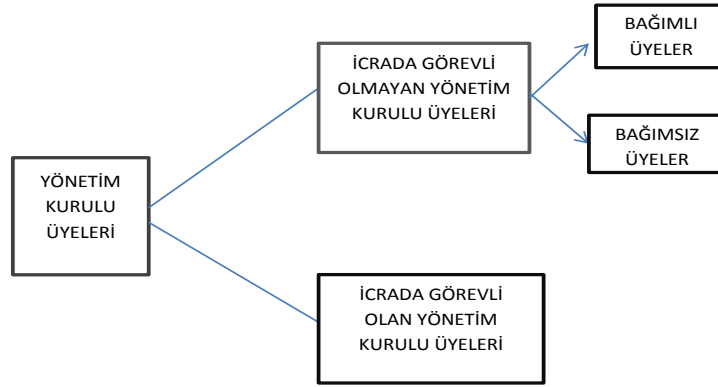 YÖNETİM
KURULU
ÜYELERİ
İCRADA GÖREVLİ
OLMAYAN YÖNETİM
KURULU ÜYELERİ
BAĞIMLI
ÜYELER
BAĞIMSIZ
ÜYELER
İCRADA GÖREVLİ
OLAN YÖNETİM
KURULU ÜYELERİ